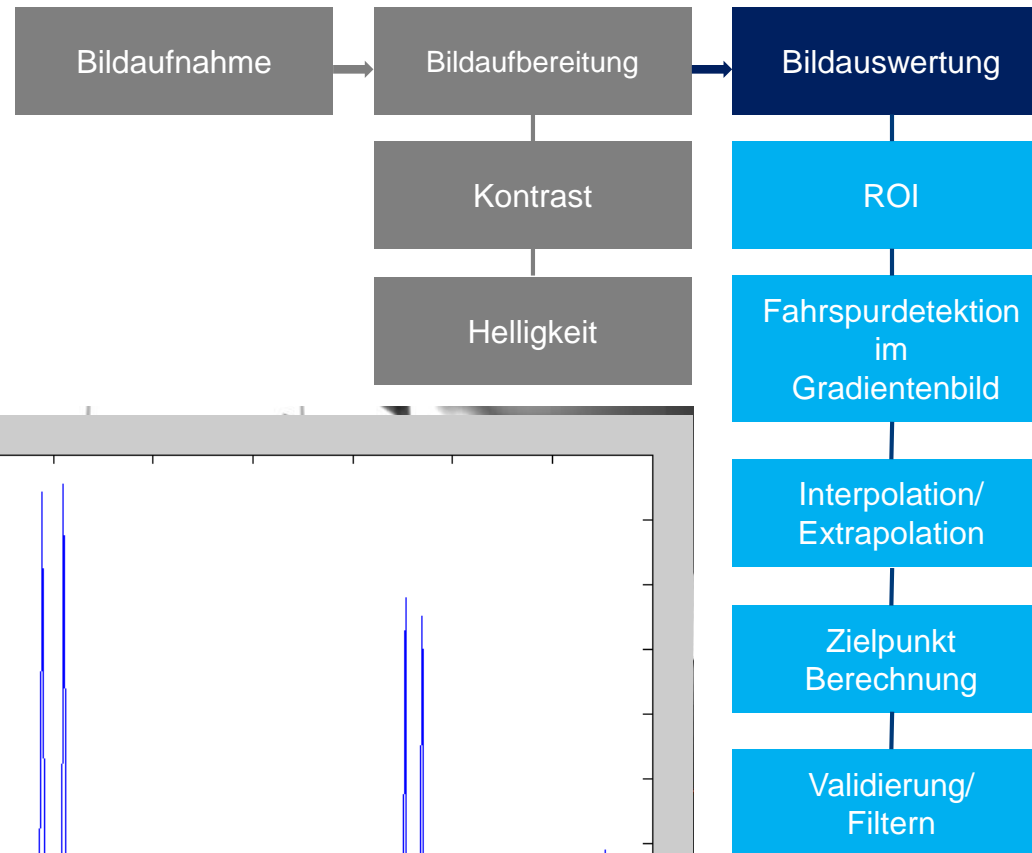 Bildaufnahme
Bildaufbereitung
Bildauswertung
Kontrast
ROI
Helligkeit
Fahrspurdetektion
im
Gradientenbild
Interpolation/
Extrapolation
Zielpunkt
Berechnung
Validierung/
Filtern